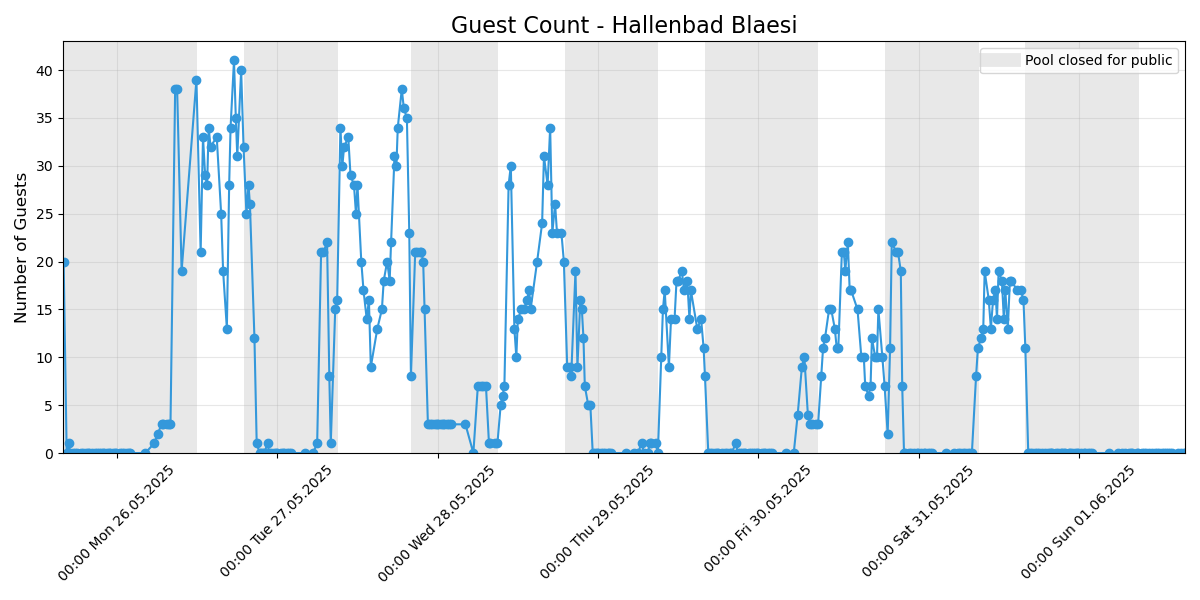 Guest Count - Hallenbad Blaesi
Pool closed for public
Number of Guests
40
35
30
25
20
15
10
5
0
00:00 Mon 26.05.2025
00:00 Tue 27.05.2025
00:00 Wed 28.05.2025
00:00 Thu 29.05.2025
00:00 Fri 30.05.2025
00:00 Sat 31.05.2025
00:00 Sun 01.06.2025